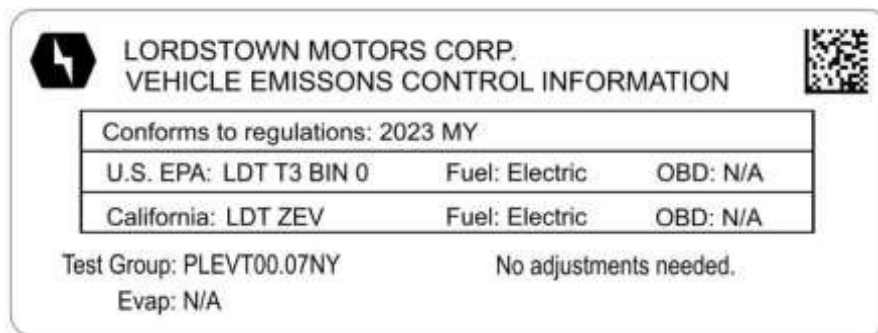 LORDSTOWN MOTORS CORP.
VEHICLE EMISSONS CONTROL INFORMATION
Conforms to regulations: 2023 MY
U.S. EPA: LDT T3 BIN 0 Fuel: Electric OBD: N/A
California: LDT ZEV Fuel: Electric OBD: N/A
Test Group: PLEVT00.07NY No adjustments needed.
Evap: N/A